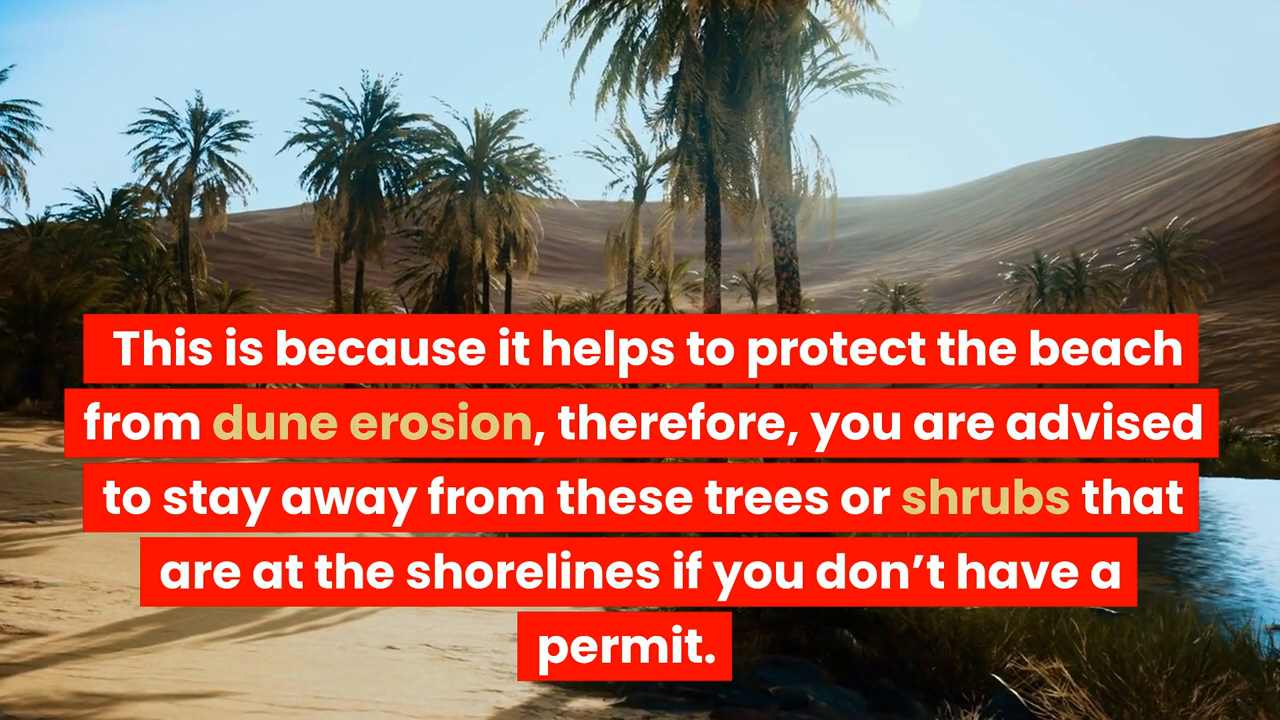 This is because it helps to protect the beach
from dune erosion, therefore, you are advised
to stay away from these trees or shrubs that
are at the shorelines if you don’t have a
permit.